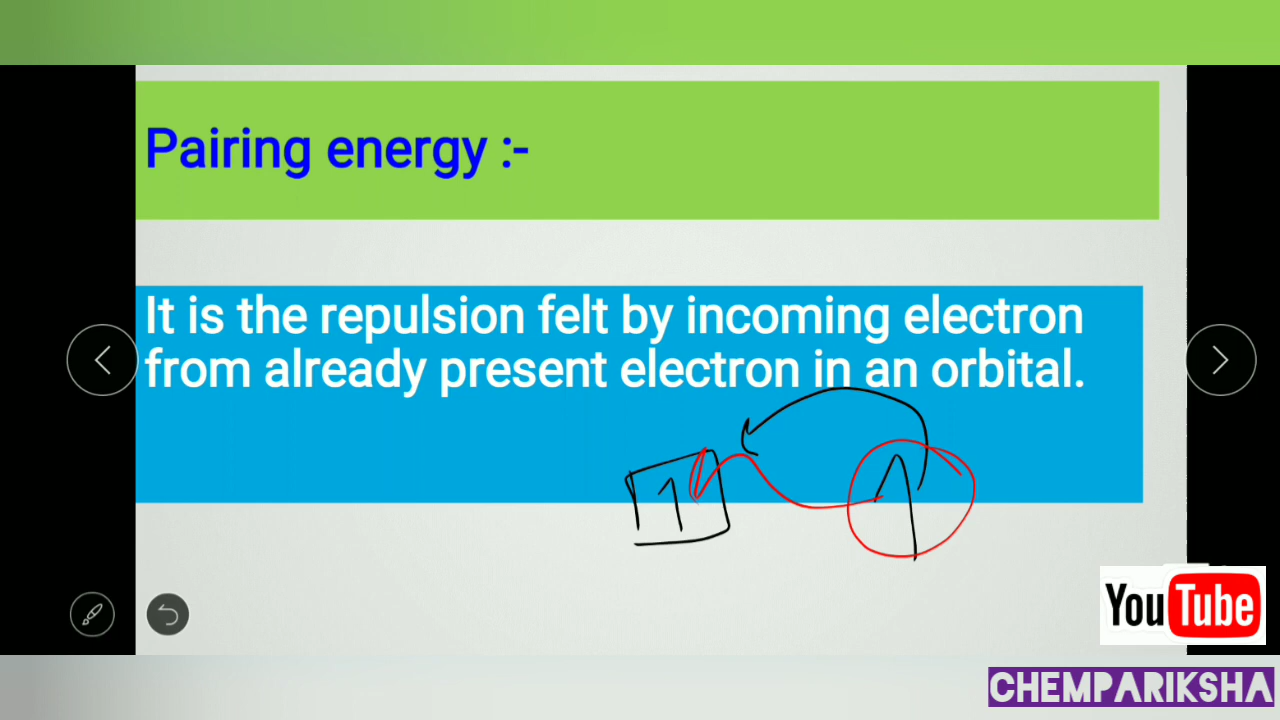 Pairing energy :-
It is the repulsion felt by incoming electron
from already present electron in an orbital.
YouTube
CHEMPARIKSHA